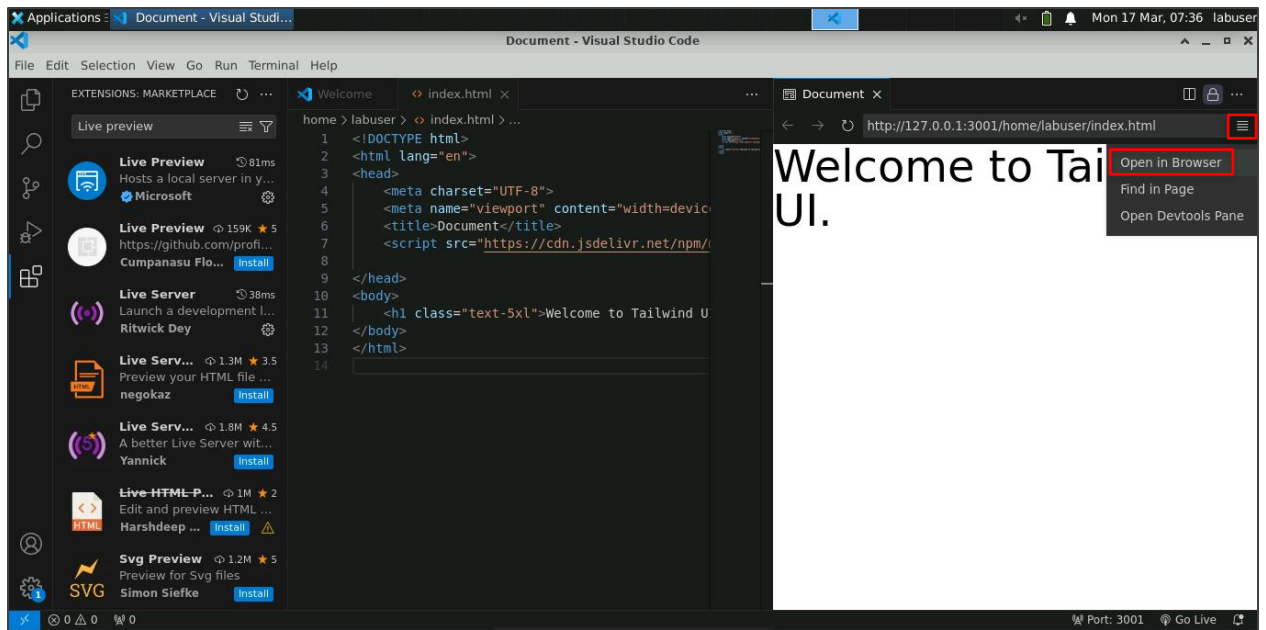 Applications
Document - Visual Studi...
Mon 17 Mar, 07:36 labuser
Document - Visual Studio Code
File Edit Selection View Go Run Terminal Help
EXTENSIONS: MARKETPLACE
Live preview
Live Preview 81ms
Hosts a local server in y...
Microsoft
Live Preview 159K ★ 5
https://github.com/profi...
Cumpanasu Flo... Install
Live Server 38ms
Launch a development l...
Ritwick Dey
Live Serv... 1.3M ★ 3.5
Preview your HTML file ...
negokaz Install
Live Serv... 1.8M ★ 4.5
A better Live Server wit...
Yannick Install
Live HTML P... 1M ★ 2
Edit and preview HTML ...
Harshdeep ... Install
Svg Preview 1.2M ★ 5
Preview for Svg files
Simon Siefke Install
HTML
(5)
HTML
SVG
1
Welcome
index.html ×
...
home > labuser > index.html > ...
1 <!DOCTYPE html>
2 <html lang="en">
3 <head>
4 <meta charset="UTF-8">
5 <meta name="viewport" content="width=devic
6 <title>Document</title>
7 <script src="https://cdn.jsdelivr.net/npm/
8
9 </head>
10 <body>
11 <h1 class="text-5xl">Welcome to Tailwind U
12 </body>
13 </html>
14
Document ×
...
http://127.0.0.1:3001/home/labuser/index.html
Welcome to Tai
UI.
Open in Browser
Find in Page
Open Devtools Pane
0 0 0
Port: 3001
Go Live